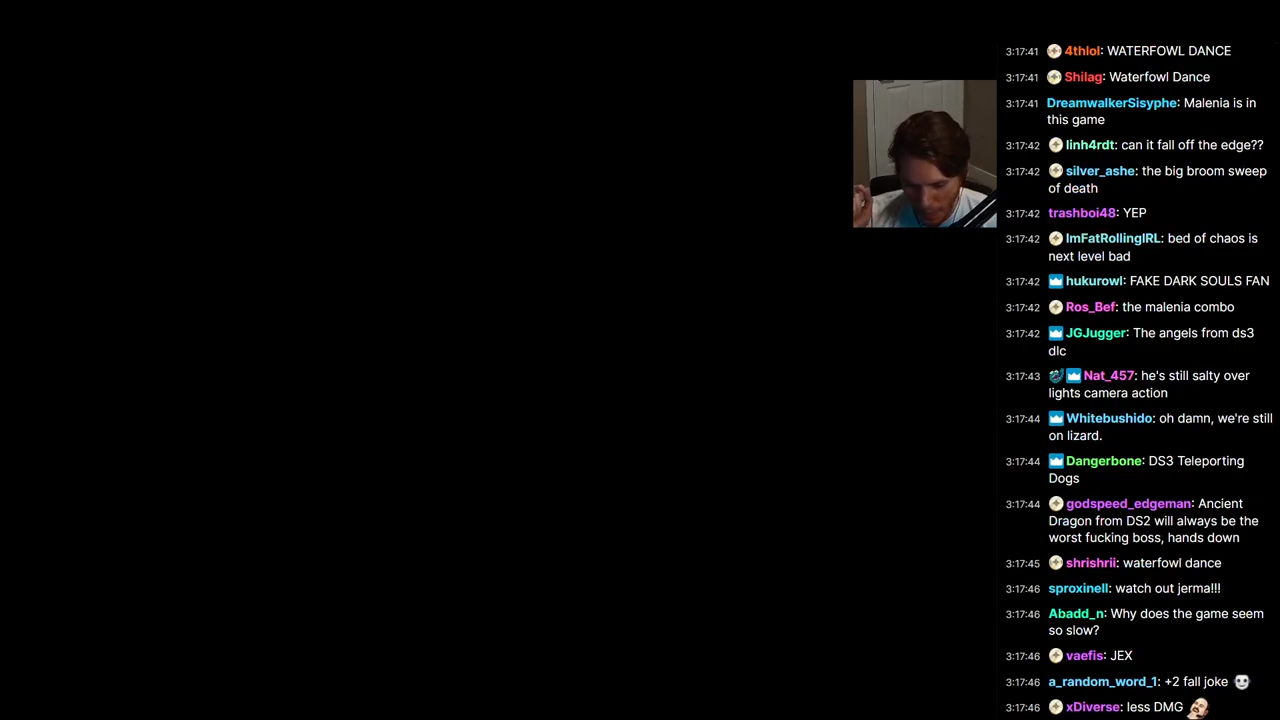 3:17:41 4thlol: WATERFOWL DANCE
3:17:41 Shilag: Waterfowl Dance
3:17:41 DreamwalkerSisyphe: Malenia is in
this game
3:17:42 linh4rdt: can it fall off the edge??
3:17:42 silver_ashe: the big broom sweep
of death
3:17:42 trashboi48: YEP
3:17:42 ImFatRollingIRL: bed of chaos is
next level bad
3:17:42 hukurowl: FAKE DARK SOULS FAN
3:17:42 Ros_Bef: the malenia combo
3:17:42 JGJugger: The angels from ds3
dlc
3:17:43 Nat_457: he's still salty over
lights camera action
3:17:44 Whitebushido: oh damn, we're still
on lizard.
3:17:44 Dangerbone: DS3 Teleporting
Dogs
3:17:44 godspeed_edgeman: Ancient
Dragon from DS2 will always be the
worst fucking boss, hands down
3:17:45 shrishrii: waterfowl dance
3:17:46 sproxinell: watch out jerma!!!
3:17:46 Abadd_n: Why does the game seem
so slow?
3:17:46 vaefis: JEX
3:17:46 a_random_word_1: +2 fall joke
3:17:46 xDiverse: less DMG